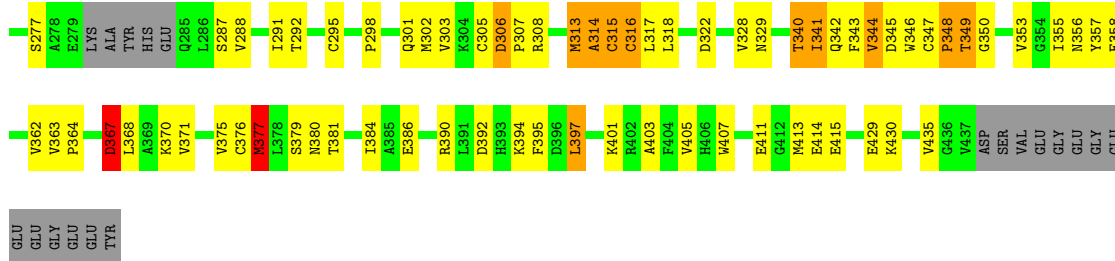 S277 A278 E279 LYS ALA TYR HIS GLN Q285 L286 S287 V288 I291 T292 C295 P298 Q301 M302 V303 K304 C305 D306 P307 R308 M313 A314 C315 C316 L317 L318 D322 V328 N329 T340 I341 Q342 F343 V344 D345 W346 C347 P348 T349 G350 V353 G354 I355 N356 Y357
V362 V363 P364 D367 L368 A369 K370 V371 V375 C376 M377 L378 S379 N380 T381 I384 A385 E386 R390 L391 D392 H393 K394 F395 D396 L397 K401 R402 A403 F404 V405 H406 W407 E411 G412 M413 E414 E415 E429 K430 V435 G436 V437 ASP SER VAL GLU GLY GLU GLY
GLU GLU GLY GLU GLU TYR